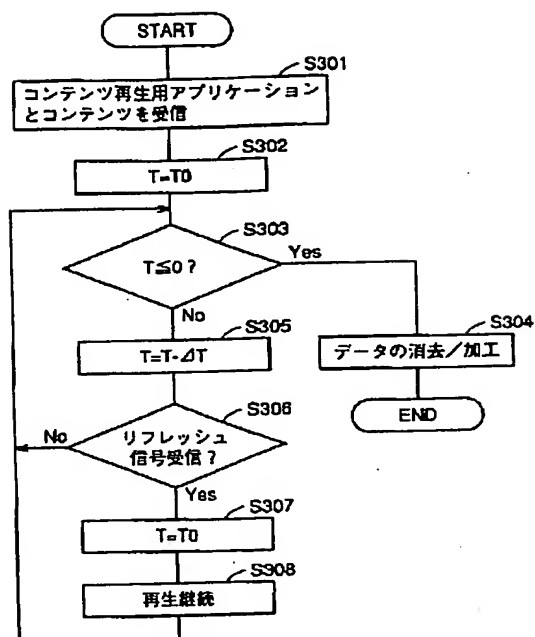 START
S301
コンテンツ再生用アプリケーション
とコンテンツを受信
S302
T=T0
S303
T≦0?
Yes
No
S304
データの消去/加工
END
S305
T=T-⊿T
S306
リフレッシュ
信号受信?
No
Yes
S307
T=T0
S308
再生継続